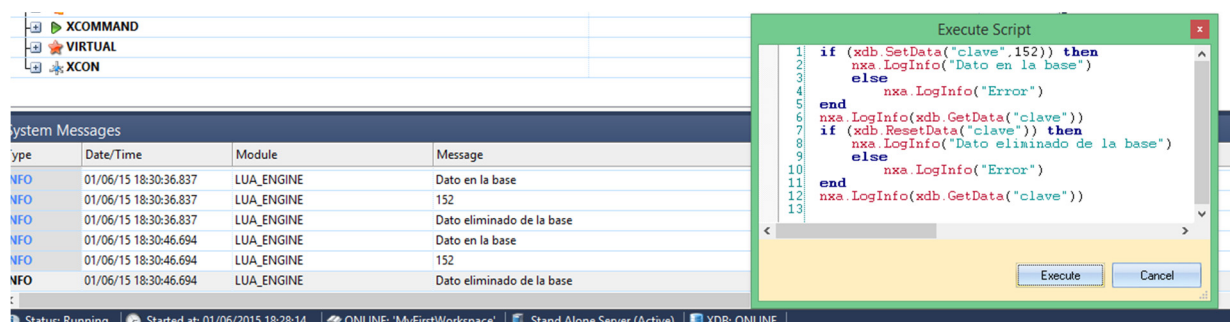 XCOMMAND
VIRTUAL
XCON
System Messages
Type Date/Time Module Message
INFO 01/06/15 18:30:36.837 LUA_ENGINE Dato en la base
INFO 01/06/15 18:30:36.837 LUA_ENGINE 152
INFO 01/06/15 18:30:36.837 LUA_ENGINE Dato eliminado de la base
INFO 01/06/15 18:30:46.694 LUA_ENGINE Dato en la base
INFO 01/06/15 18:30:46.694 LUA_ENGINE 152
INFO 01/06/15 18:30:46.694 LUA_ENGINE Dato eliminado de la base
Status: Running Started at: 01/06/2015 18:28:14 ONLINE: 'MyFirstWorkspace' Stand Alone Server (Active) XDB: ONLINE
Execute Script
1 if (xdb.SetData("clave",152)) then
2 nxa.LogInfo("Dato en la base")
3 else
4 nxa.LogInfo("Error")
5 end
6 nxa.LogInfo(xdb.GetData("clave"))
7 if (xdb.ResetData("clave")) then
8 nxa.LogInfo("Dato eliminado de la base")
9 else
10 nxa.LogInfo("Error")
11 end
12 nxa.LogInfo(xdb.GetData("clave"))
13
Execute Cancel